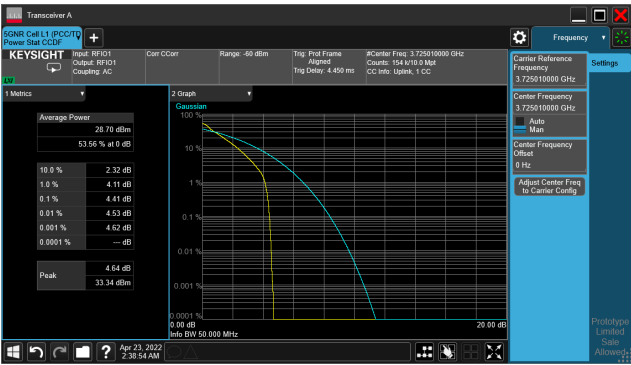 Transceiver A
5GNR Cell L1 (PCC/TD
Power Stat CCDF
Frequency
KEYSIGHT
Input: RFIO1
Output: RFIO1
Coupling: AC
Corr CCorr
Range: -60 dBm
Trig: Prot Frame
Aligned
Trig Delay: 4.450 ms
#Center Freq: 3.725010000 GHz
Counts: 154 k/10.0 Mpt
CC Info: Uplink, 1 CC
LVI
1 Metrics
Average Power
28.70 dBm
53.56 % at 0 dB
10.0 % 2.32 dB
1.0 % 4.11 dB
0.1 % 4.41 dB
0.01 % 4.53 dB
0.001 % 4.62 dB
0.0001 % --- dB
Peak
4.64 dB
33.34 dBm
2 Graph
Gaussian
100 %
10 %
1 %
0.1 %
0.01 %
0.001 %
0.0001 %
0.00 dB
20.00 dB
Info BW 50.000 MHz
Carrier Reference
Frequency
3.725010000 GHz
Center Frequency
3.725010000 GHz
Auto
Man
Center Frequency
Offset
0 Hz
Adjust Center Freq
to Carrier Config
Settings
Prototype
Limited
Sale
Allowed
?
Apr 23, 2022
2:38:54 AM